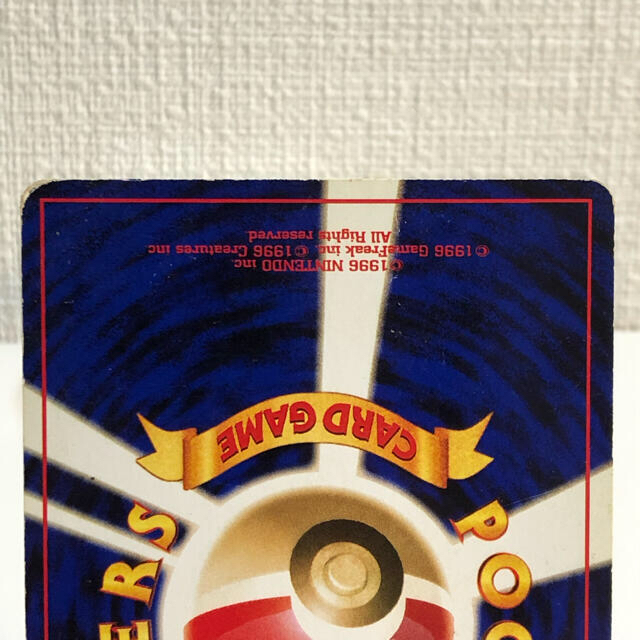 PO
ERS
CARD GAME
©1996 NINTENDO inc.
©1996 GameFreak inc. ©1996 Creatures inc
All Rights reserved.